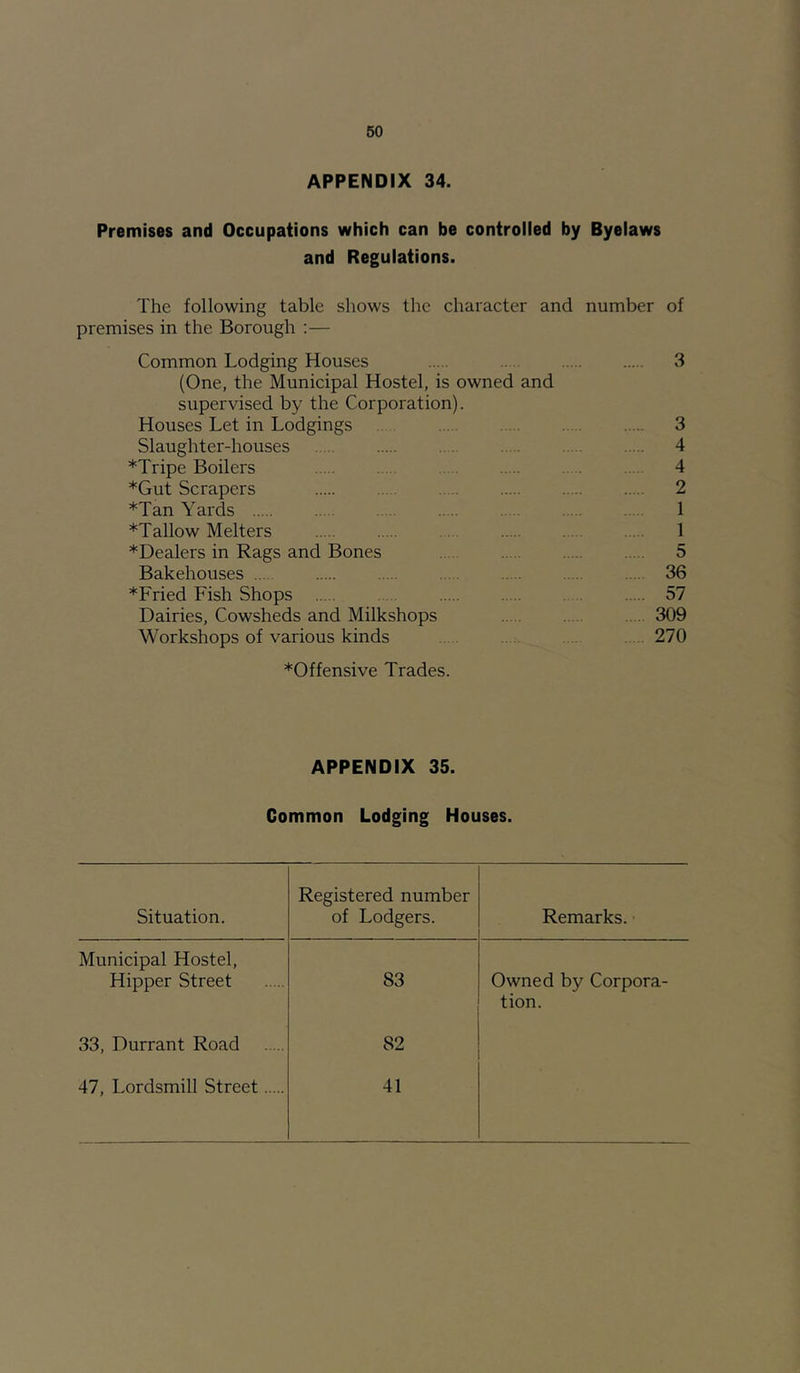 50
APPENDIX 34.
Premises and Occupations which can be controlled by Byelaws
and Regulations.
The following table shows the character and number of
premises in the Borough :—
Common Lodging Houses ..... ..... ..... ..... 3
(One, the Municipal Hostel, is owned and
supervised by the Corporation).
Houses Let in Lodgings ..... ..... ..... ..... ..... 3
Slaughter-houses ..... ..... ..... ..... ..... ..... 4
*Tripe Boilers ..... ..... ..... ..... ..... ..... 4
*Gut Scrapers ..... ..... ..... ..... ..... ..... 2
*Tan Yards ..... ..... ..... ..... ..... ..... ..... 1
*Tallow Melters ..... ..... ..... ..... ..... ..... 1
*Dealers in Rags and Bones ..... ..... ..... ..... 5
Bakehouses ..... ..... ..... ..... ..... ..... ..... 36
*Fried Fish Shops ..... ..... ..... ..... ..... ..... 57
Dairies, Cowsheds and Milkshops ..... ..... ..... 309
Workshops of various kinds ..... ..... ..... ..... 270
*Offensive Trades.
APPENDIX 35.
Common Lodging Houses.
Situation. Registered number of Lodgers. Remarks.
Municipal Hostel,
Hipper Street ..... 83 Owned by Corpora-
tion.
33, Durrant Road ..... 82
47, Lordsmill Street ..... 41